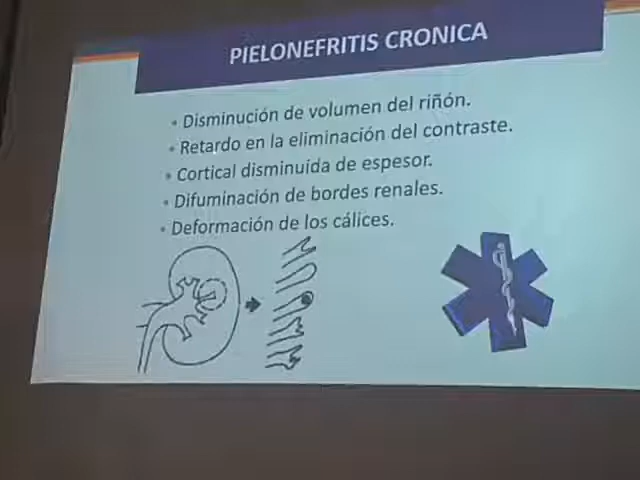 PIELONEFRITIS CRONICA
• Disminución de volumen del riñón.
• Retardo en la eliminación del contraste.
• Cortical disminuida de espesor.
• Difuminación de bordes renales.
• Deformación de los cálices.